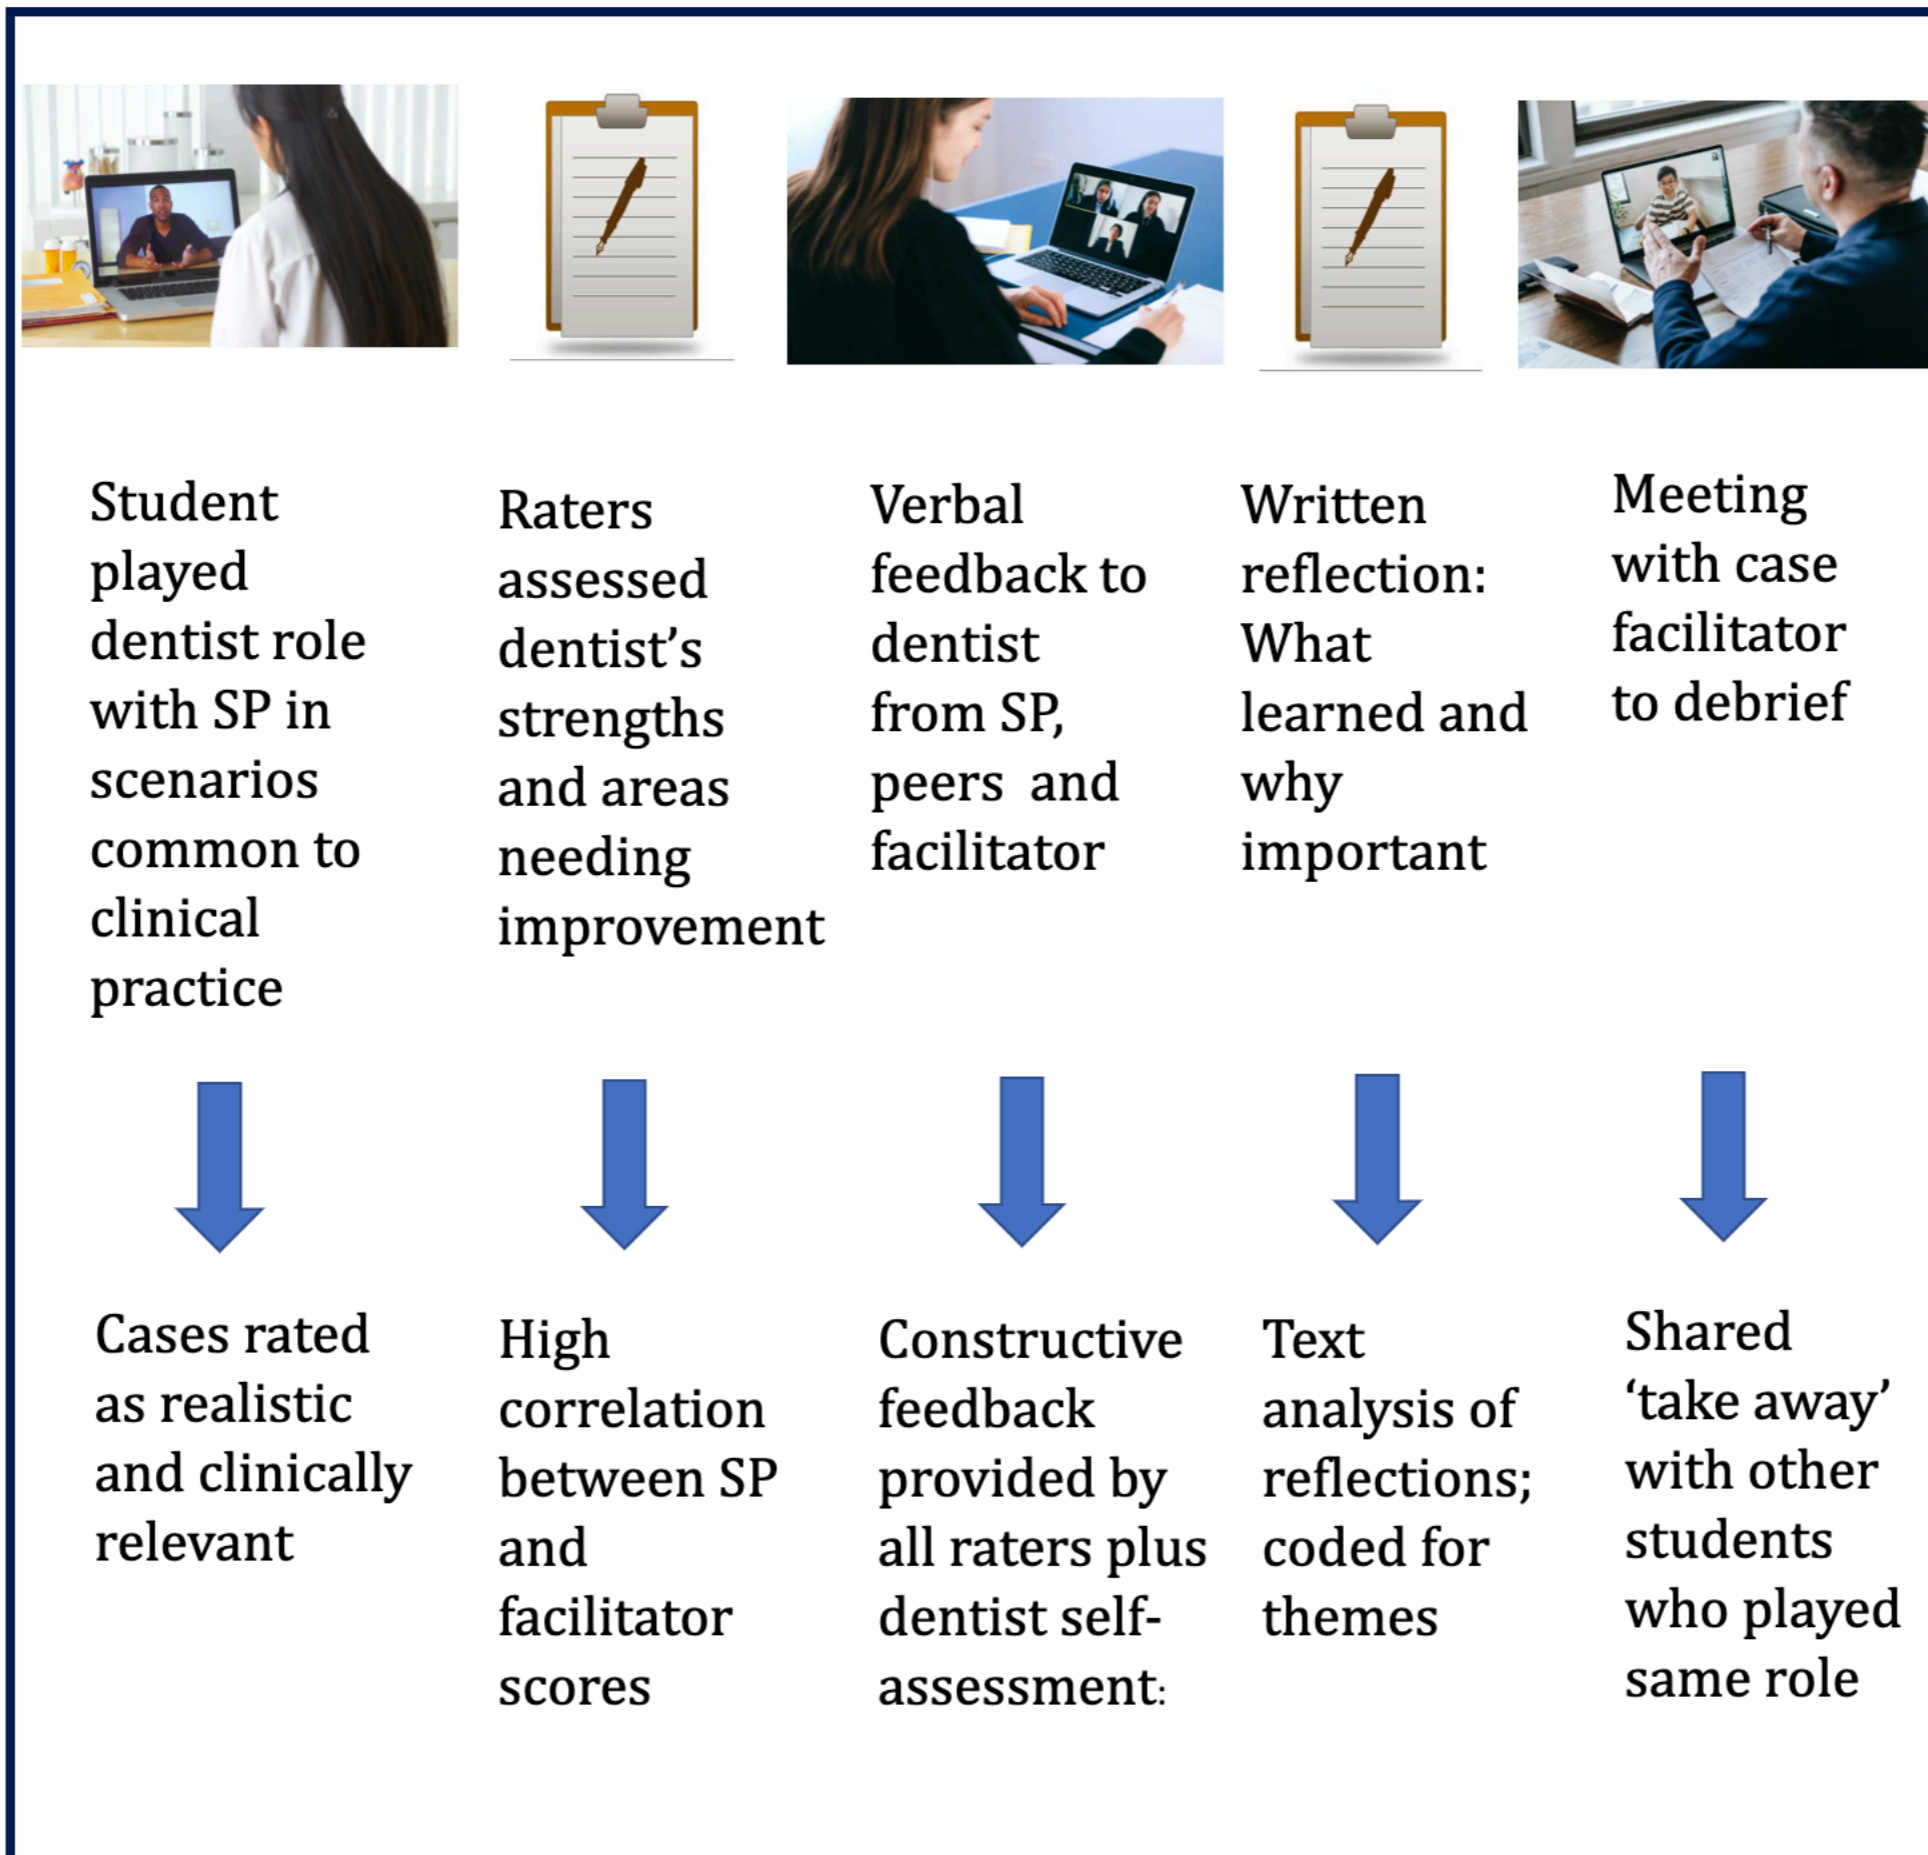 Student
played
dentist role
with SP in
scenarios
common to
clinical
practice
Raters
assessed
dentist’s
strengths
and areas
needing
improvement
Verbal
feedback to
dentist
from SP,
peers and
facilitator
Written
reflection:
What
learned and
why
important
Meeting
with case
facilitator
to debrief
Cases rated
as realistic
and clinically
relevant
High
correlation
between SP
and
facilitator
scores
Constructive
feedback
provided by
all raters plus
dentist self-
assessment:
Text
analysis of
reflections;
coded for
themes
Shared
‘take away’
with other
students
who played
same role